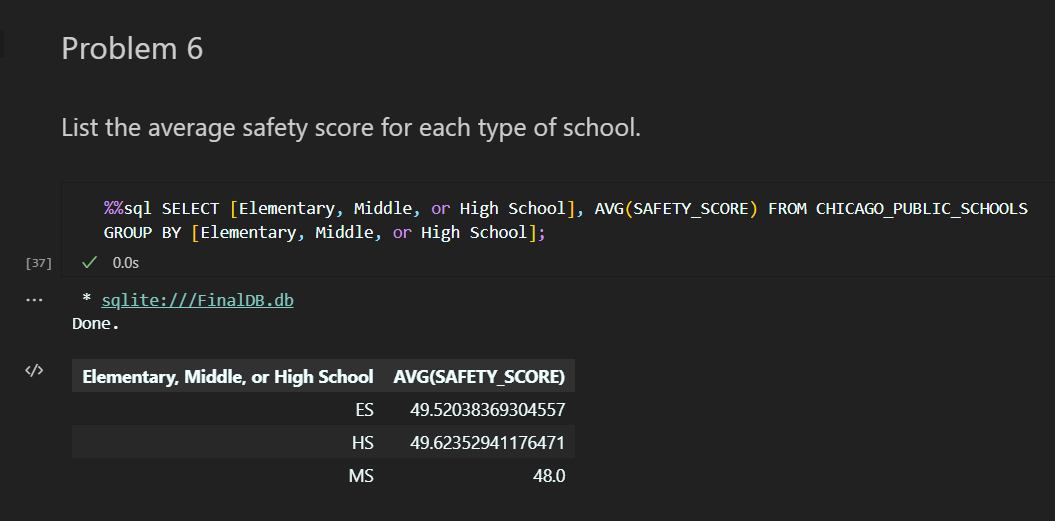 Problem 6
List the average safety score for each type of school.
%%sql SELECT [Elementary, Middle, or High School], AVG(SAFETY_SCORE) FROM CHICAGO_PUBLIC_SCHOOLS
GROUP BY [Elementary, Middle, or High School];
[37] ✓ 0.0s
... * sqlite:///FinalDB.db
Done.
</> Elementary, Middle, or High School AVG(SAFETY_SCORE)
ES 49.52038369304557
HS 49.62352941176471
MS 48.0